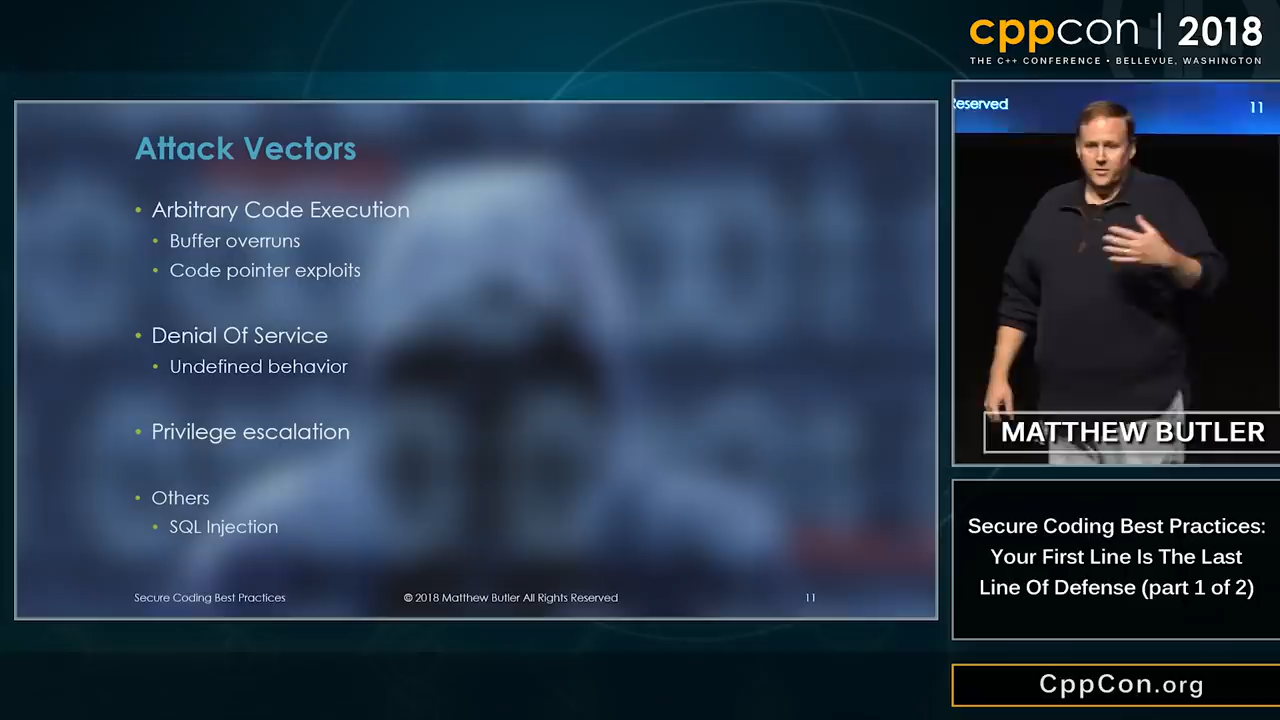 cppcon | 2018
THE C++ CONFERENCE • BELLEVUE, WASHINGTON
Attack Vectors
• Arbitrary Code Execution
• Buffer overruns
• Code pointer exploits
• Denial Of Service
• Undefined behavior
• Privilege escalation
• Others
• SQL Injection
Secure Coding Best Practices © 2018 Matthew Butler All Rights Reserved 11
Reserved 11
MATTHEW BUTLER
Secure Coding Best Practices:
Your First Line Is The Last
Line Of Defense (part 1 of 2)
CppCon.org